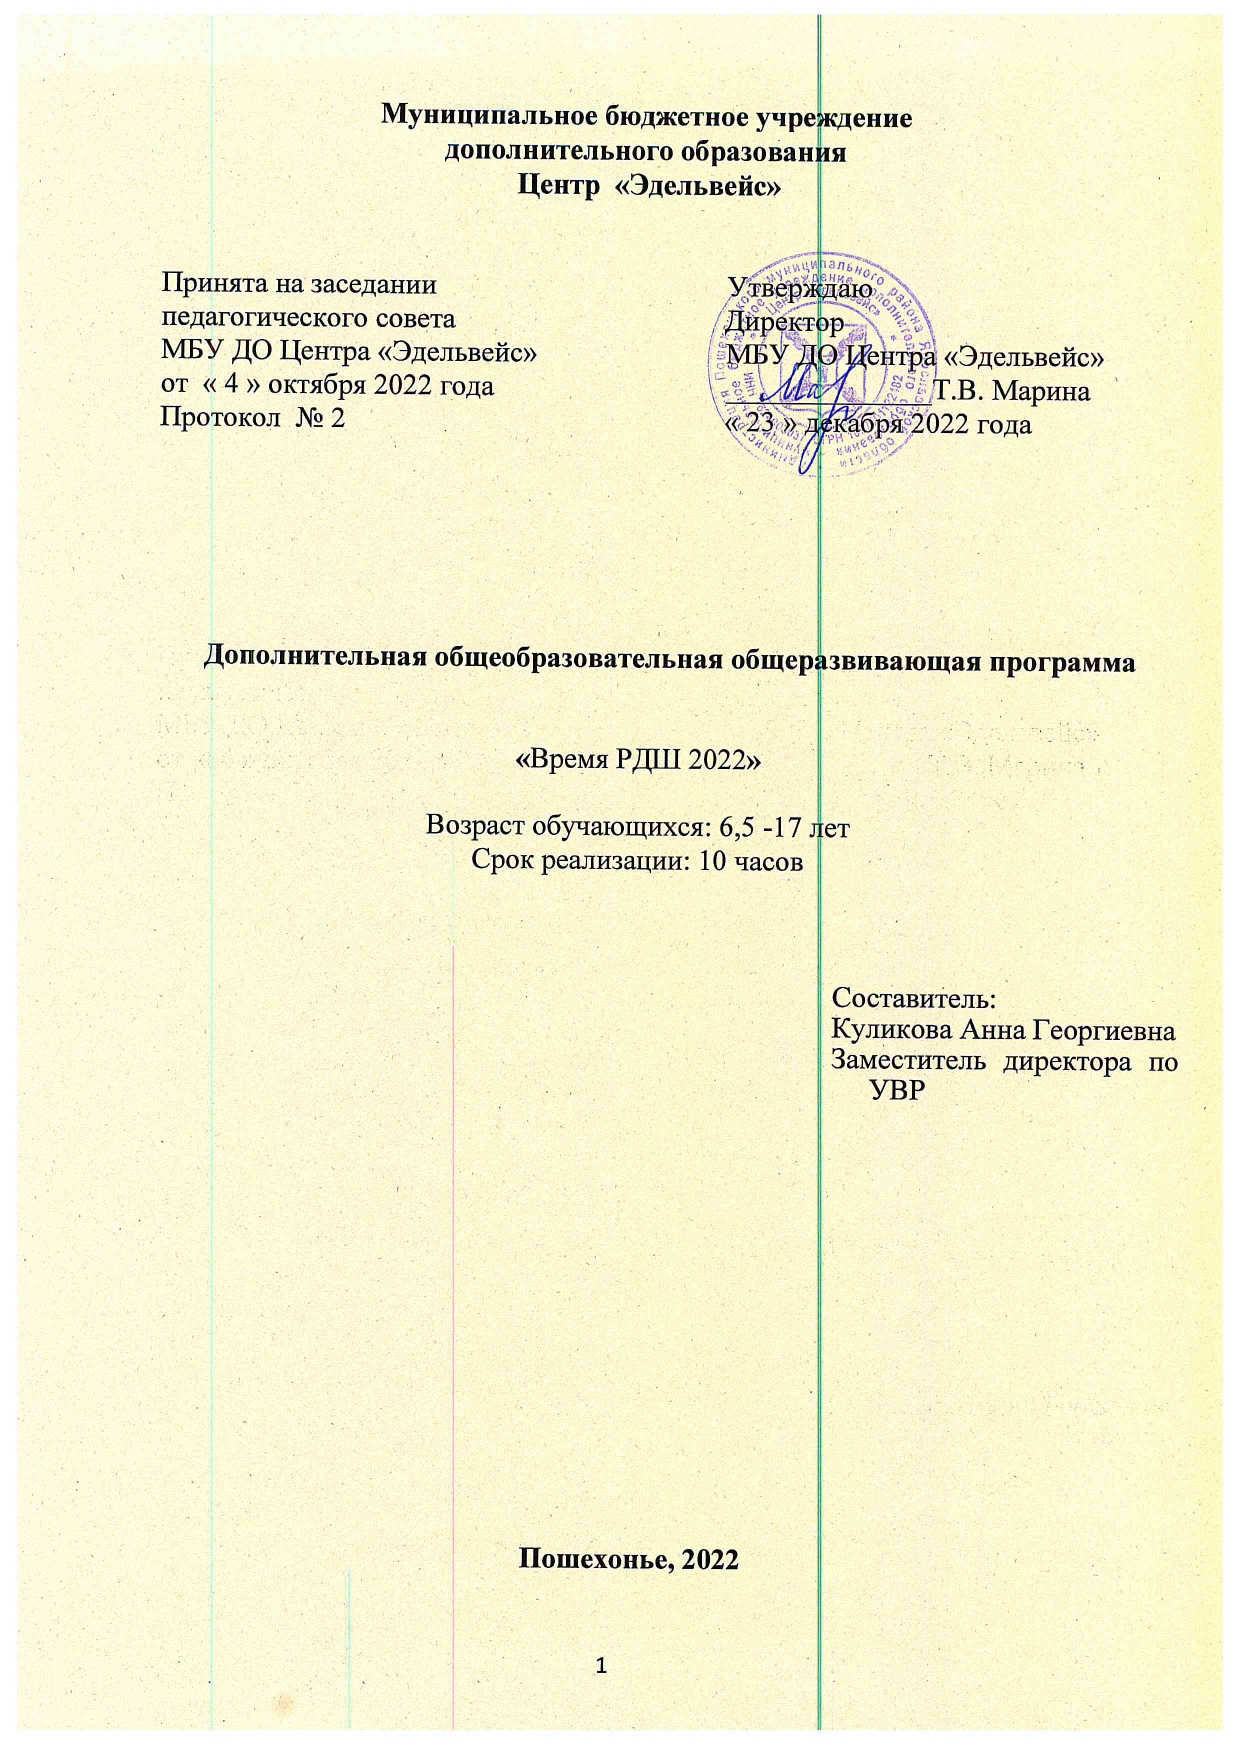 Муниципальное бюджетное учреждение
дополнительного образования
Центр «Эдельвейс»
Принята на заседании
педагогического совета
МБУ ДО Центра «Эдельвейс»
от « 4 » октября 2022 года
Протокол № 2
Утверждаю
Директор
МБУ ДО Центра «Эдельвейс»
______________Т.В. Марина
« 23 » декабря 2022 года
Дополнительная общеобразовательная общеразвивающая программа
«Время РДШ 2022»
Возраст обучающихся: 6,5 -17 лет
Срок реализации: 10 часов
Составитель:
Куликова Анна Георгиевна
Заместитель директора по
УВР
Пошехонье, 2022
1